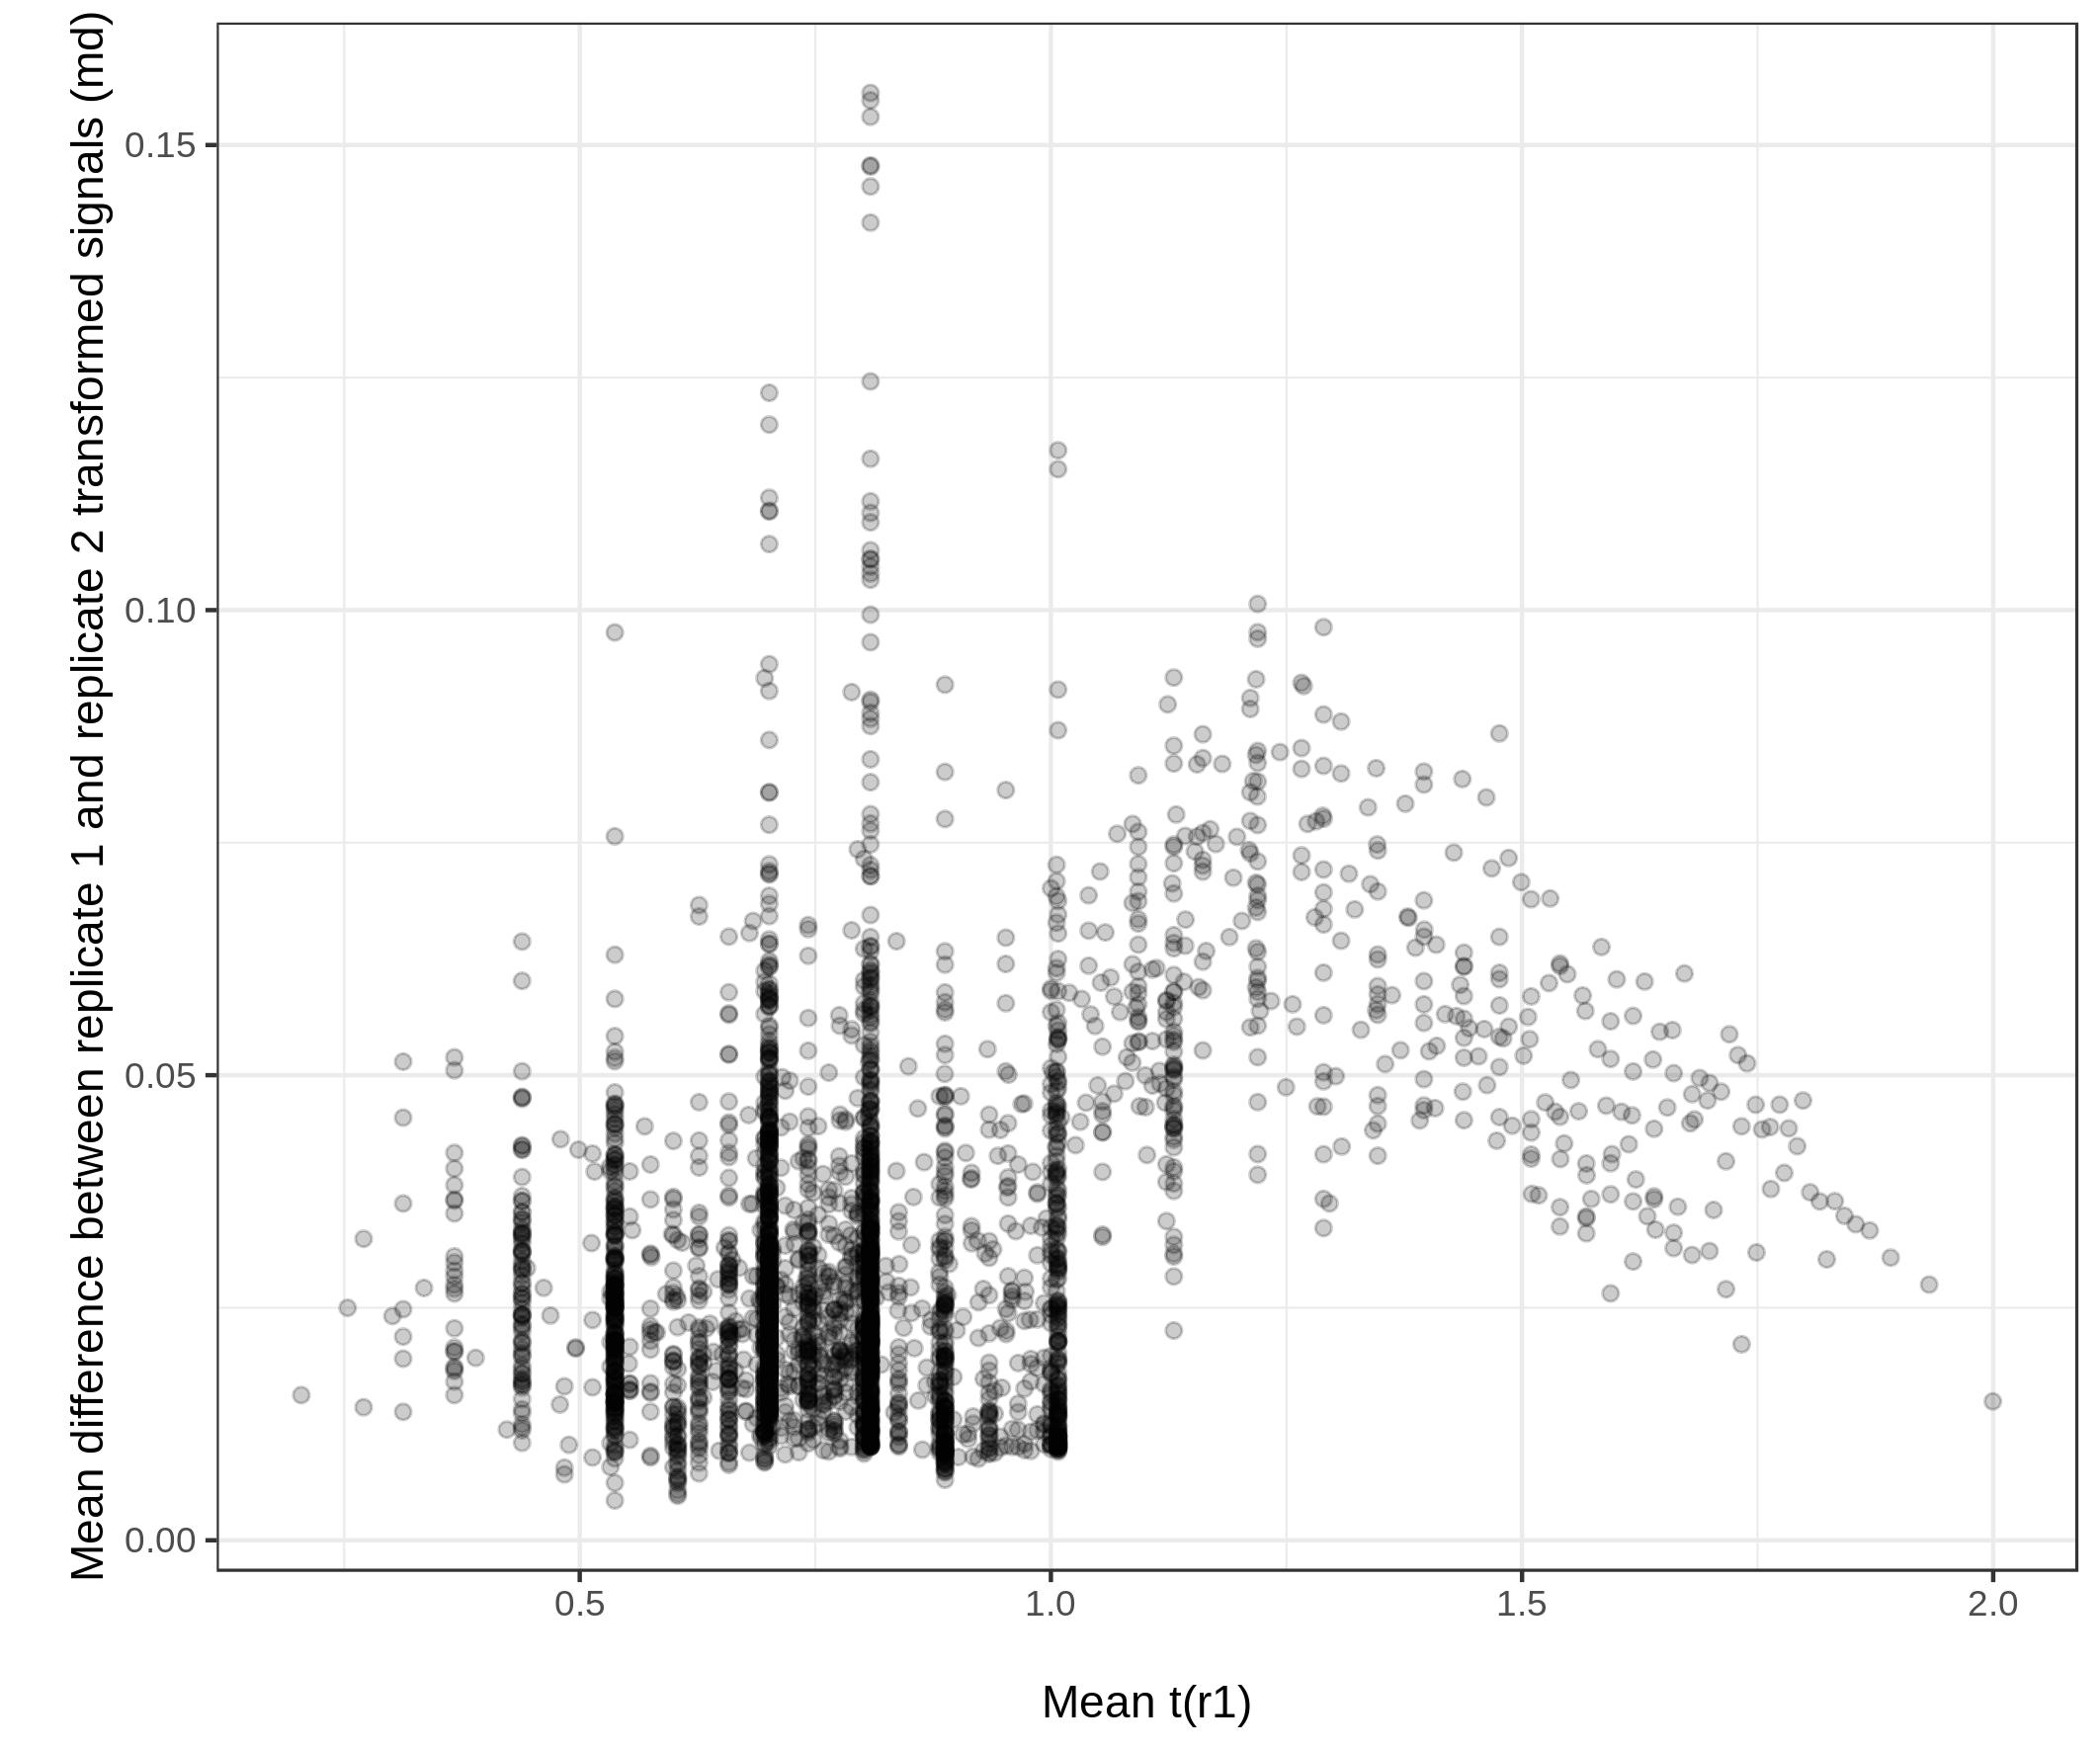 Mean difference between replicate 1 and replicate 2 transformed signals (md)
0.15
0.10
0.05
0.00
0.5 1.0 1.5 2.0
Mean t(r1)